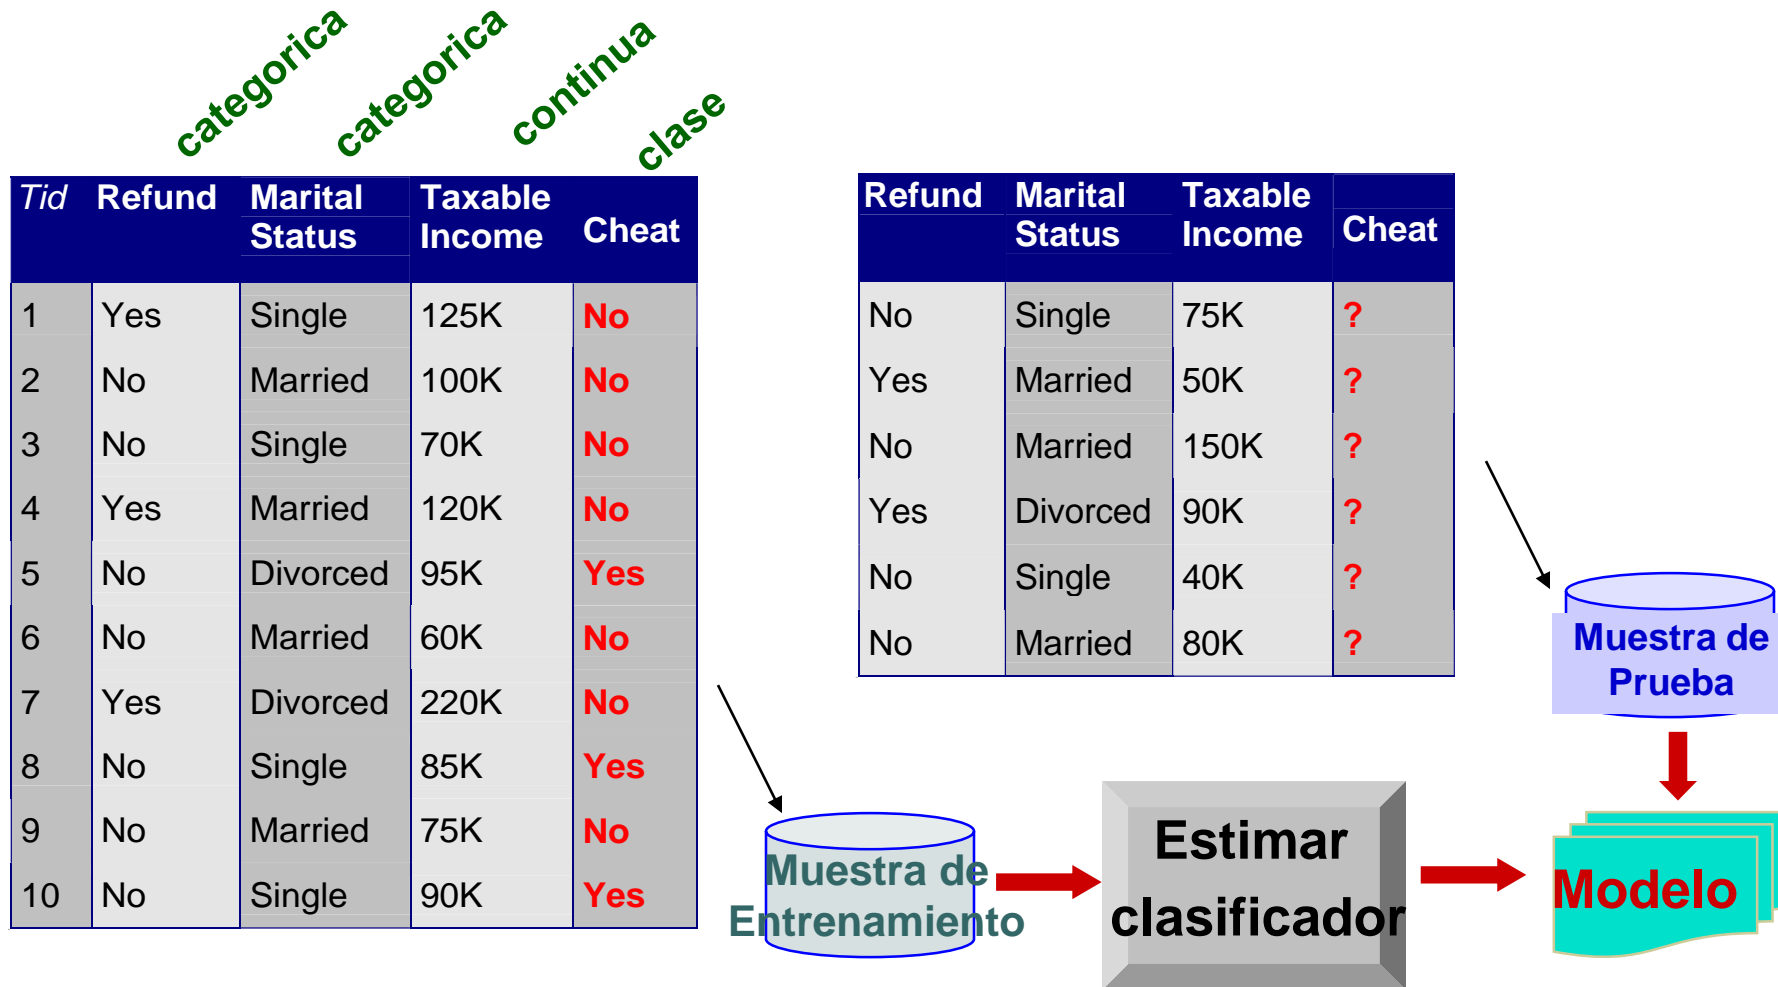 categorica
categorica
continua
clase
Tid Refund Marital Status Taxable Income Cheat
1 Yes Single 125K No
2 No Married 100K No
3 No Single 70K No
4 Yes Married 120K No
5 No Divorced 95K Yes
6 No Married 60K No
7 Yes Divorced 220K No
8 No Single 85K Yes
9 No Married 75K No
10 No Single 90K Yes
Refund Marital Status Taxable Income Cheat
No Single 75K ?
Yes Married 50K ?
No Married 150K ?
Yes Divorced 90K ?
No Single 40K ?
No Married 80K ?
Muestra de
Prueba
Muestra de
Entrenamiento
Estimar
clasificador
Modelo